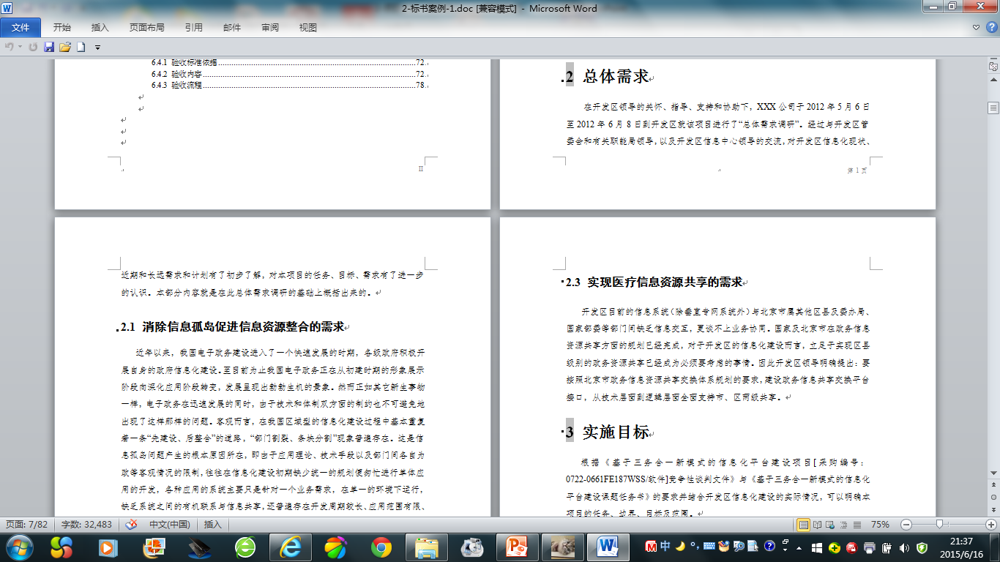 2-标书案例-1.doc [兼容模式] - Microsoft Word
文件 开始 插入 页面布局 引用 邮件 审阅 视图
6.4.1 验收标准依据 72
6.4.2 验收内容 72
6.4.3 验收流程 78
II
2 总体需求
在开发区领导的关怀、指导、支持和协助下，XXX 公司于 2012 年 5 月 6 日
至 2012 年 6 月 8 日到开发区就该项目进行了“总体需求调研”。经过与开发区管
委会和有关职能局领导，以及开发区信息中心领导的交流，对开发区信息化现状、
第 1 页
近期和长远需求和计划有了初步了解，对本项目的任务、目标、需求有了进一步
的认识。本部分内容就是在此总体需求调研的基础上概括出来的。
2.1 消除信息孤岛促进信息资源整合的需求
近年以来，我国电子政务建设进入了一个快速发展的时期，各级政府积极开
展自身的政府信息化建设。至目前为止我国电子政务正在从初建时期的形象展示
阶段向深化应用阶段转变，发展呈现出勃勃生机的景象。然而正如其它新生事物
一样，电子政务在迅速发展的同时，由于技术和体制双方面的制约也不可避免地
出现了这样那样的问题。客观而言，在我国区域型的信息化建设过程中基本重复
着一条“先建设、后整合”的道路，“部门割裂、条块分割”现象普遍存在。这是信
息孤岛问题产生的根本原因所在，即由于应用理论、技术手段以及部门间各自为
政等客观情况的限制，往往在信息化建设初期缺少统一的规划便匆忙进行单体应
用的开发，各种应用的系统主要只是针对一个业务需求，在单一的环境下运行，
缺乏系统之间的有机联系与信息共享，还普遍存在开发周期较长、应用范围有限、
2.3 实现医疗信息资源共享的需求
开发区目前的信息系统（除垂直专网系统外）与北京市属其他区县及委办局、
国家部委等部门间缺乏信息交互，更谈不上业务协同。国家及北京市在政务信息
资源共享方面的规划已经完成，对于开发区的信息化建设而言，立足于实现区县
级别的政务资源共享已经成为必须要考虑的事情。因此开发区领导明确提出：要
按照北京市政务信息资源共享交换体系规划的要求，建设政务信息共享交换平台
接口，从技术层面到逻辑层面全面支持市、区两级共享。
3 实施目标
根据《基于三务合一新模式的信息化平台建设项目[采购编号：
0722-0661FE187WSS/软件]竞争性谈判文件》与《基于三务合一新模式的信息化
平台建设课题任务书》的要求并结合开发区信息化建设的实际情况，可以明确本
项目的任务、边界、目标及范围。
页面: 7/82 字数: 32,483 中文(中国) 插入 75%
中
21:37
2015/6/16